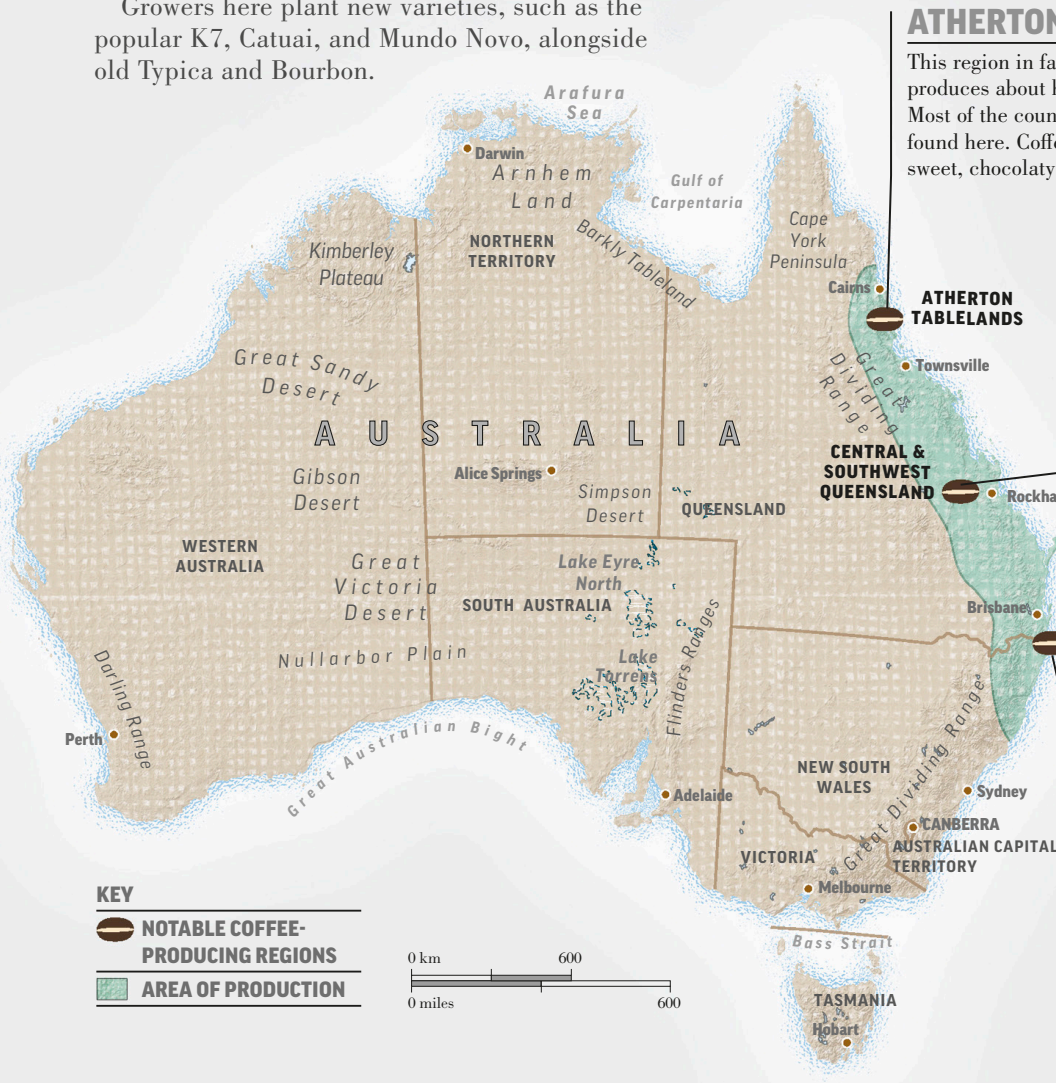 Growers here plant new varieties, such as the
popular K7, Catuai, and Mundo Novo, alongside
old Typica and Bourbon.
ATHERTON
This region in
produces about
Most of the
found here.
sweet, chocolaty
Arafura
Sea
Darwin
Arnhem
Land
Gulf of
Carpentaria
Cape
York
Peninsula
Kimberley
Plateau
NORTHERN
TERRITORY
Barkly Tableland
Cairns
ATHERTON
TABLELANDS
Great Sandy
Desert
Great
Dividing
Range
Townsville
AUSTRALIA
Gibson
Desert
Alice Springs
Simpson
Desert
QUEENSLAND
CENTRAL &
SOUTHWEST
QUEENSLAND
WESTERN
AUSTRALIA
Great
Victoria
Desert
Lake Eyre
North
SOUTH AUSTRALIA
Brisbane
Nullarbor Plain
Lake
Torrens
Flinders Ranges
Darling Range
Perth
Great Australian Bight
Adelaide
NEW SOUTH
WALES
Great Dividing Range
Sydney
CANBERRA
AUSTRALIAN CAPITAL
TERRITORY
VICTORIA
Melbourne
Bass Strait
TASMANIA
Hobart
KEY
NOTABLE COFFEE-
PRODUCING REGIONS
AREA OF PRODUCTION
0 km 600
0 miles 600